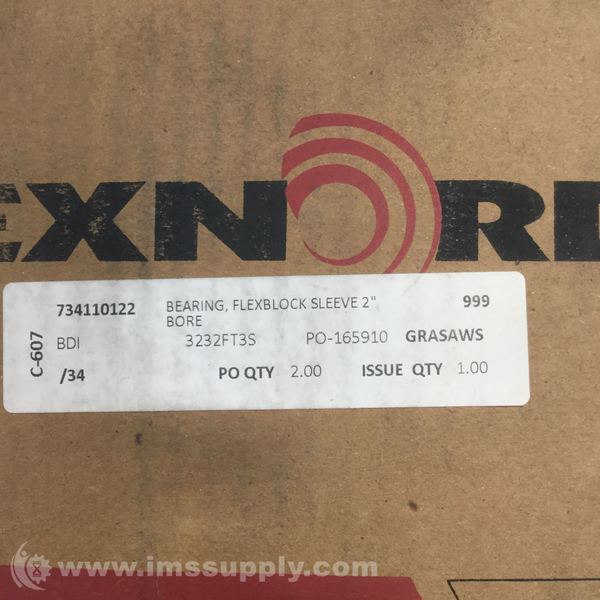 EXNORD
734110122 BEARING, FLEXBLOCK SLEEVE 2" 999
BORE
C-607
BDI 3232FT3S PO-165910 GRASAWS
/34 PO QTY 2.00 ISSUE QTY 1.00
www.imssupply.com